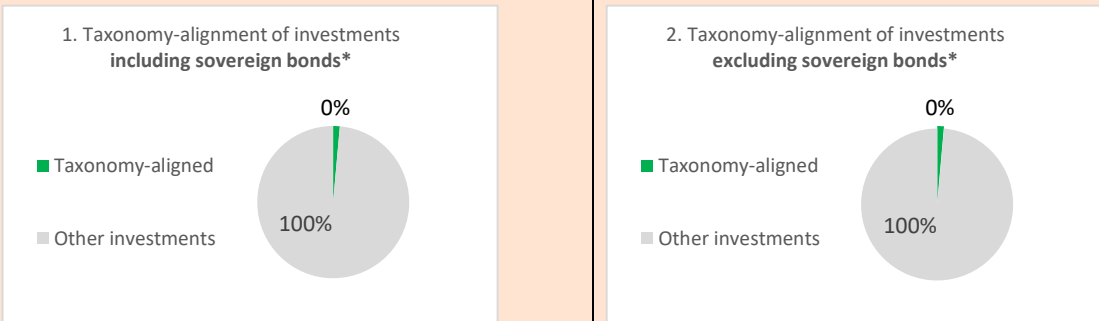 1. Taxonomy-alignment of investments
including sovereign bonds*
0%
Taxonomy-aligned
100%
Other investments
2. Taxonomy-alignment of investments
excluding sovereign bonds*
0%
Taxonomy-aligned
100%
Other investments